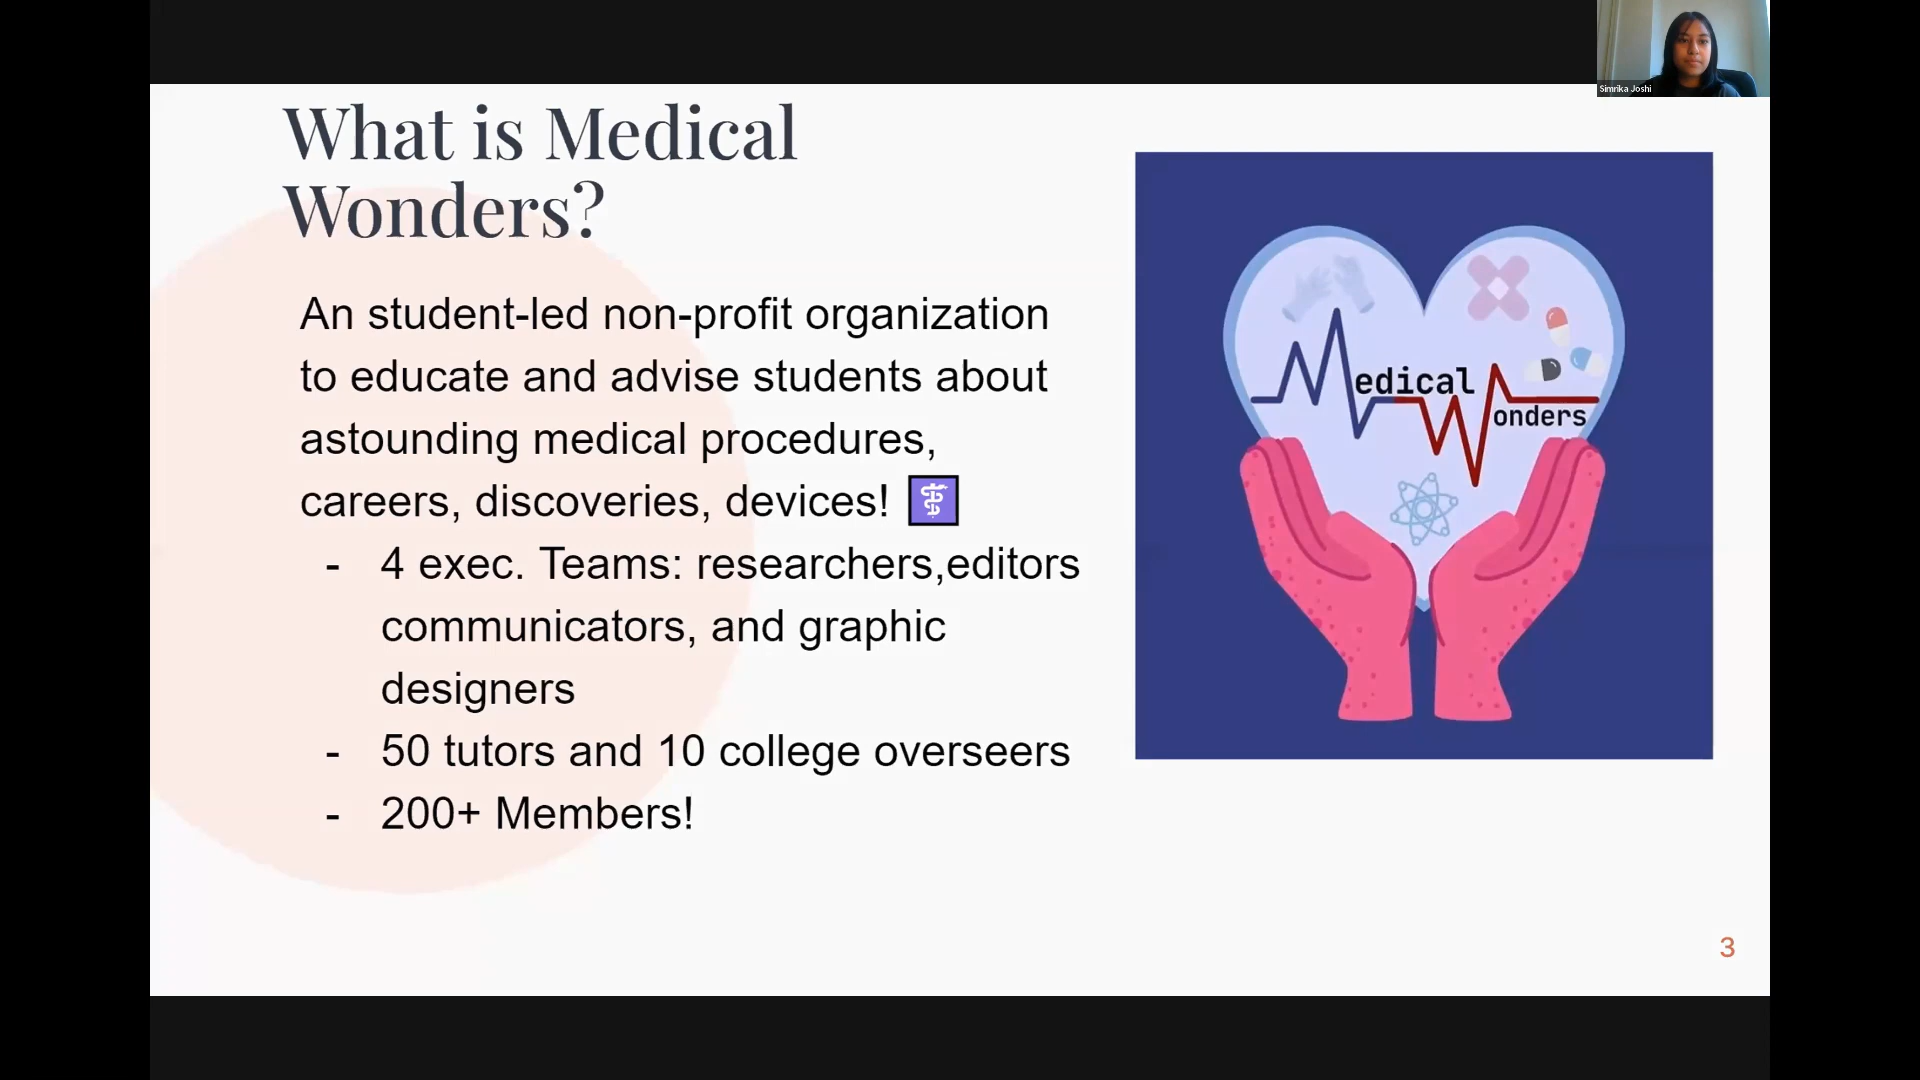 Simrika Joshi
What is Medical
Wonders?
An student-led non-profit organization
to educate and advise students about
astounding medical procedures,
careers, discoveries, devices!
- 4 exec. Teams: researchers,editors
communicators, and graphic
designers
- 50 tutors and 10 college overseers
- 200+ Members!
Medical
Wonders
3